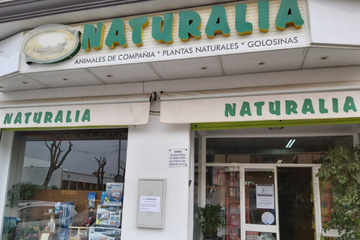 NATURALIA
ANIMALES DE COMPAÑIA * PLANTAS NATURALES * GOLOSINAS
NATURALIA
NATURALIA